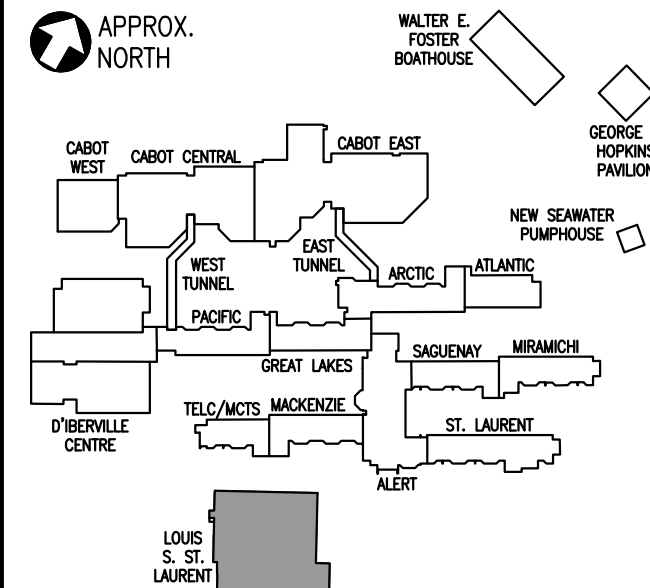 APPROX.
NORTH
WALTER E.
FOSTER
BOATHOUSE
GEORGE
HOPKINS
PAVILION
CABOT
WEST
CABOT CENTRAL
CABOT EAST
NEW SEAWATER
PUMPHOUSE
WEST
TUNNEL
EAST
TUNNEL
ARCTIC
ATLANTIC
PACIFIC
GREAT LAKES
SAGUENAY
MIRAMICHI
D'IBERVILLE
CENTRE
TELC/MCTS
MACKENZIE
ST. LAURENT
ALERT
LOUIS
S. ST.
LAURENT